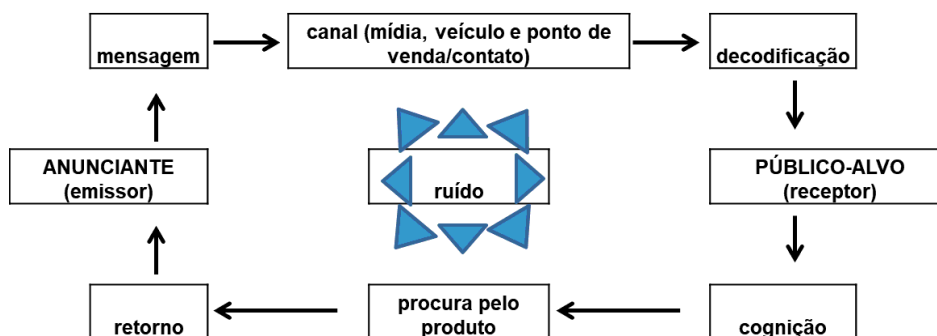 mensagem
canal (mídia, veículo e ponto de
venda/contato)
decodificação
ANUNCIANTE
(emissor)
ruído
PÚBLICO-ALVO
(receptor)
retorno
procura pelo
produto
cognição